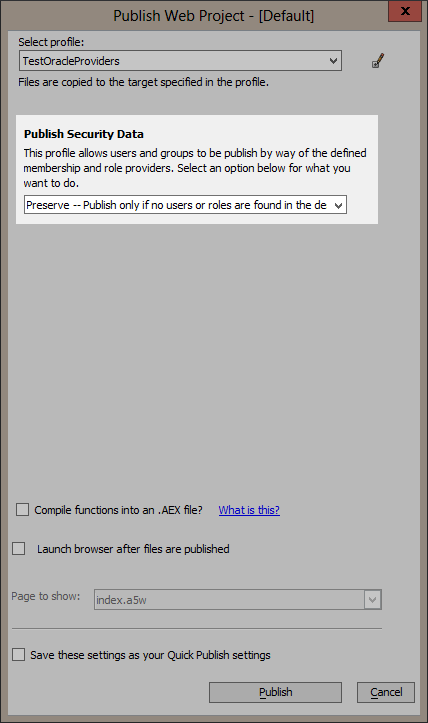 Publish Web Project - [Default]
x
Select profile:
TestOracleProviders
Files are copied to the target specified in the profile.
Publish Security Data
This profile allows users and groups to be publish by way of the defined
membership and role providers. Select an option below for what you
want to do.
Preserve -- Publish only if no users or roles are found in the de
Compile functions into an .AEX file? What is this?
Launch browser after files are published
Page to show: index.a5w
Save these settings as your Quick Publish settings
Publish Cancel